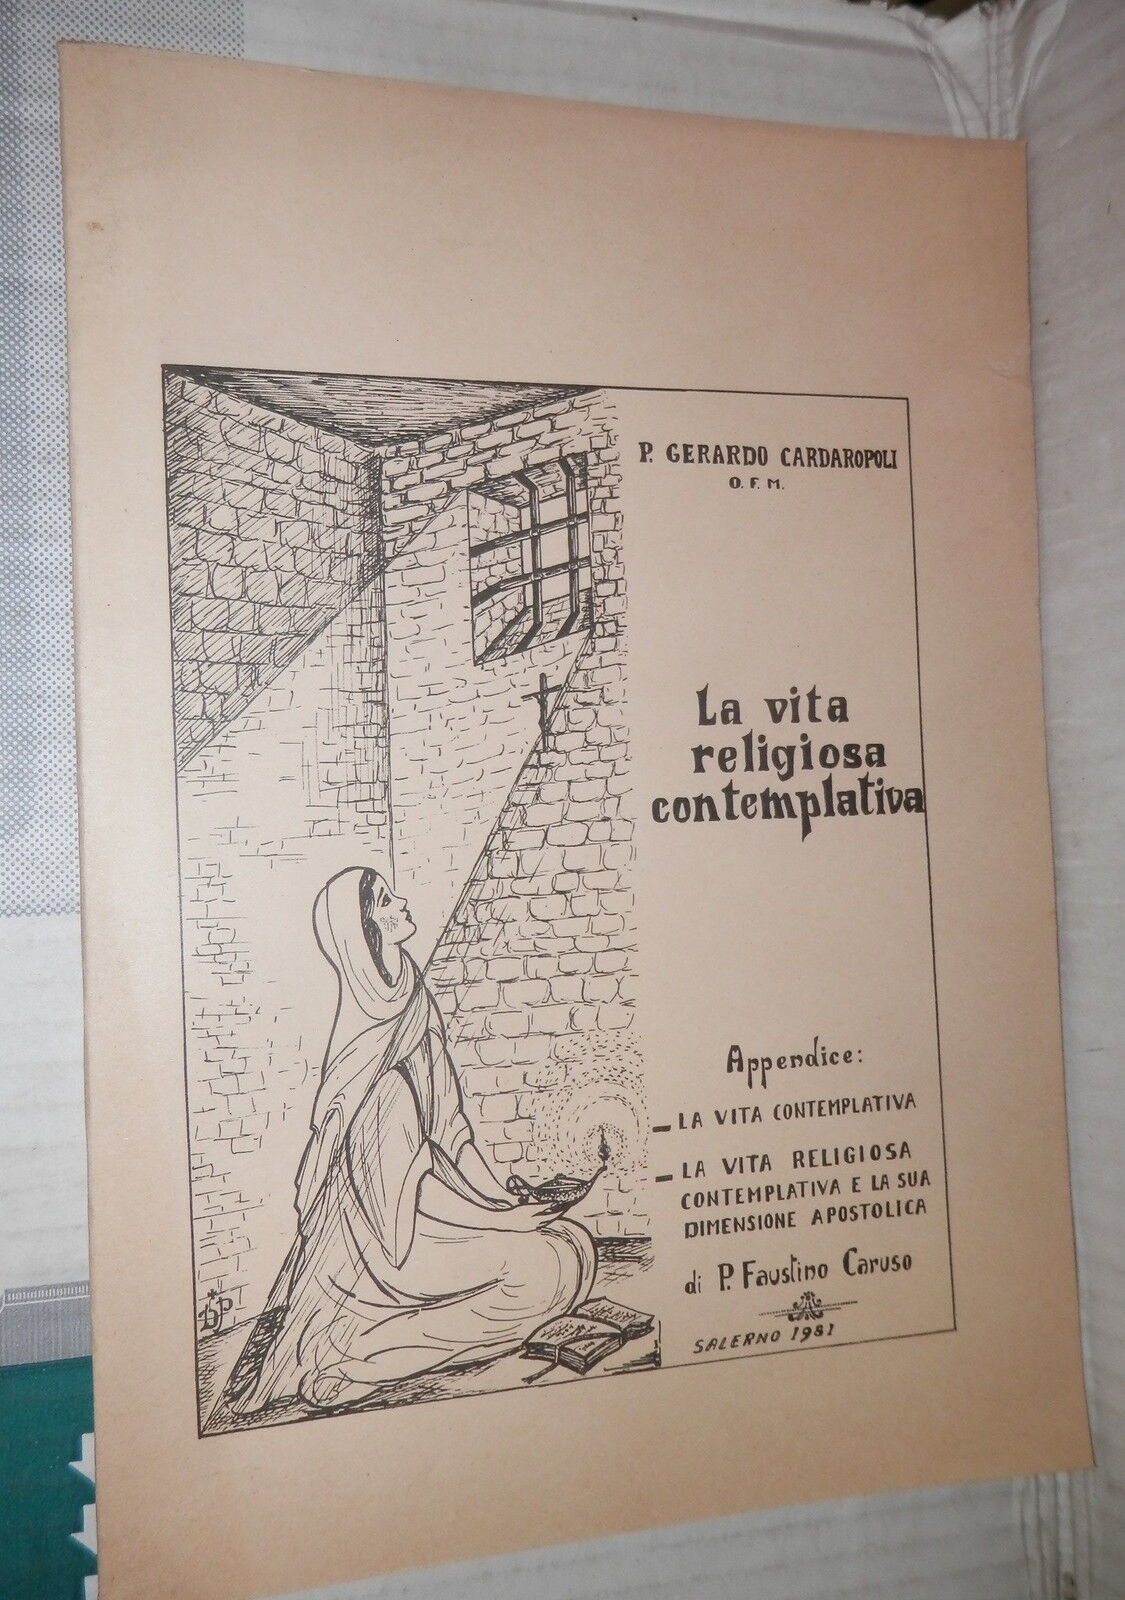 P. GERARDO CARDAROPOLI
O. F. M.
La vita
religiosa
contemplativa
Appendice:
- LA VITA CONTEMPLATIVA
- LA VITA RELIGIOSA
CONTEMPLATIVA E LA SUA
DIMENSIONE APOSTOLICA
di P. Faustino Caruso
SALERNO 1981